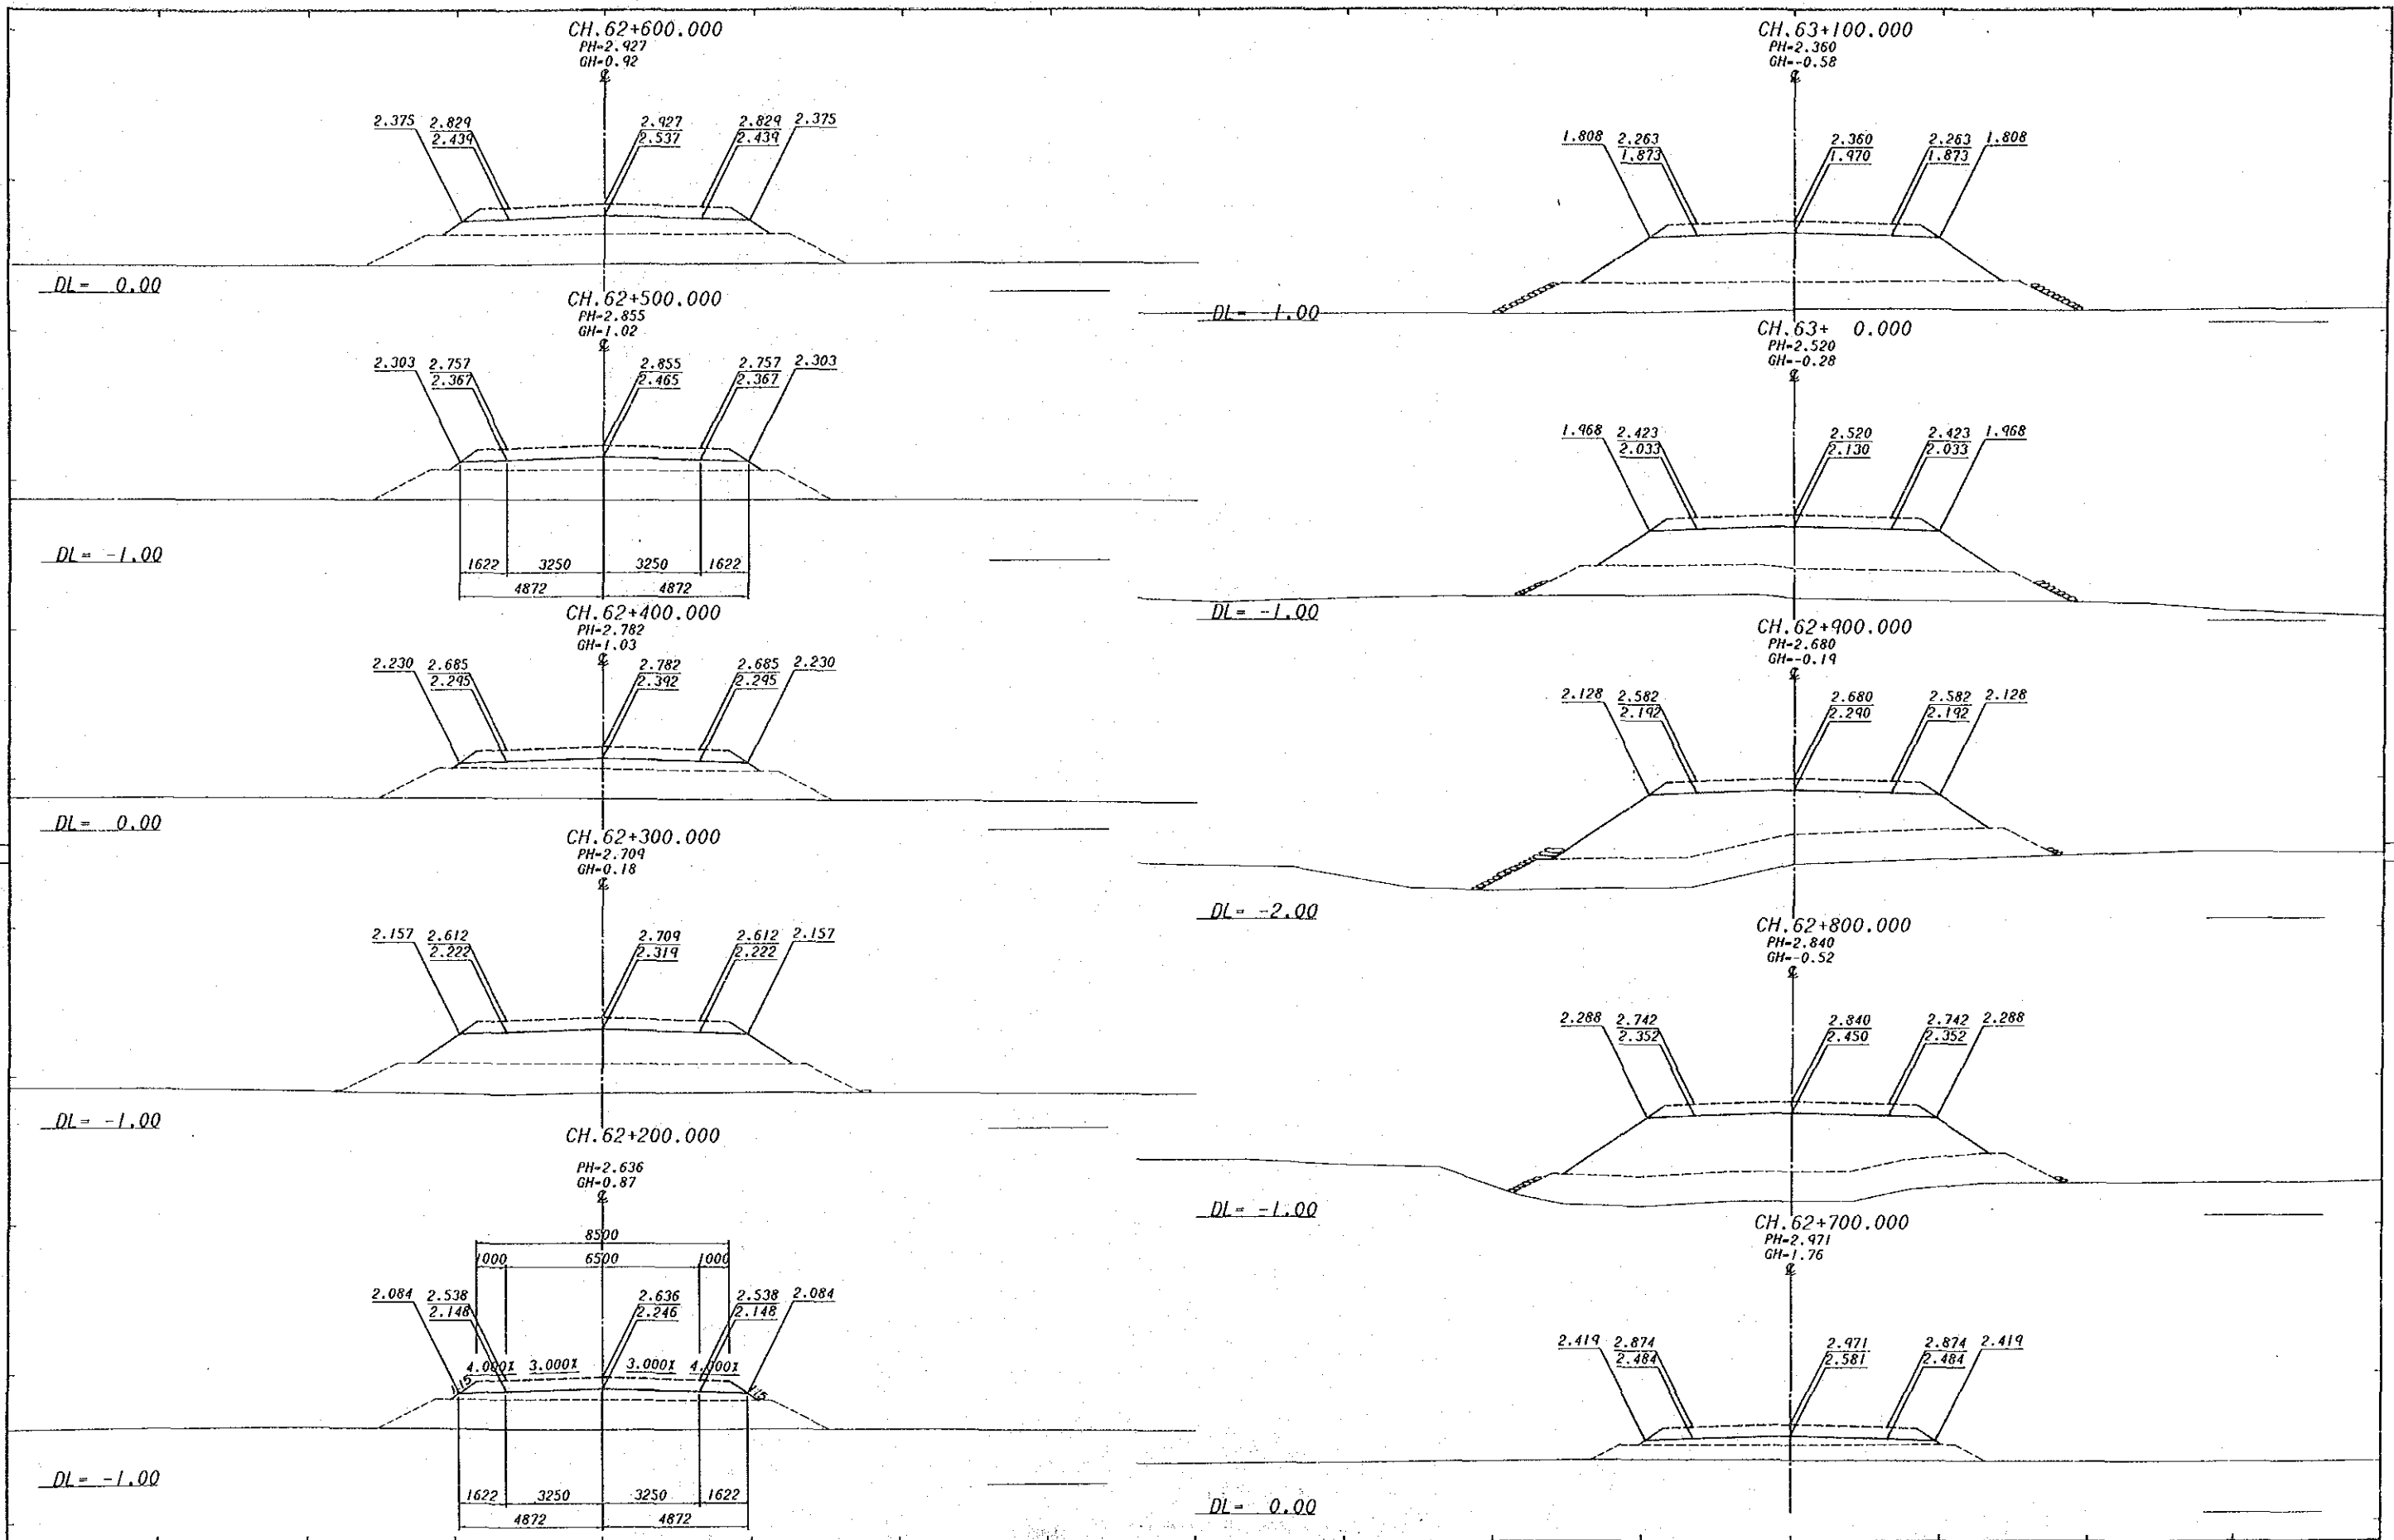 CH.62+600.000
PH=2.927
GH=0.92
2.375 2.829 2.927 2.829 2.375
2.439 2.537 2.439
DL= 0.00
CH.62+500.000
PH=2.855
GH=1.02
2.303 2.757 2.855 2.757 2.303
2.367 2.465 2.367
DL= -1.00
1622 3250 3250 1622
4872 4872
CH.62+400.000
PH=2.782
GH=1.03
2.230 2.685 2.782 2.685 2.230
2.295 2.392 2.295
DL= 0.00
CH.62+300.000
PH=2.709
GH=0.18
2.157 2.612 2.709 2.612 2.157
2.222 2.319 2.222
DL= -1.00
CH.62+200.000
PH=2.636
GH=0.87
8500
1000 6500 1000
2.084 2.538 2.636 2.538 2.084
2.148 2.246 2.148
4.000% 3.000% 3.000% 4.000%
1:1.5 1:1.5
DL= -1.00
1622 3250 3250 1622
4872 4872
CH.63+100.000
PH=2.360
GH=-0.58
1.808 2.263 2.360 2.263 1.808
1.873 1.970 1.873
DL= -1.00
CH.63+ 0.000
PH=2.520
GH=-0.28
1.968 2.423 2.520 2.423 1.968
2.033 2.130 2.033
DL= -1.00
CH.62+900.000
PH=2.680
GH=-0.19
2.128 2.582 2.680 2.582 2.128
2.192 2.290 2.192
DL= -2.00
CH.62+800.000
PH=2.840
GH=-0.52
2.288 2.742 2.840 2.742 2.288
2.352 2.450 2.352
DL= -1.00
CH.62+700.000
PH=2.971
GH=1.76
2.419 2.874 2.971 2.874 2.419
2.484 2.581 2.484
DL= 0.00